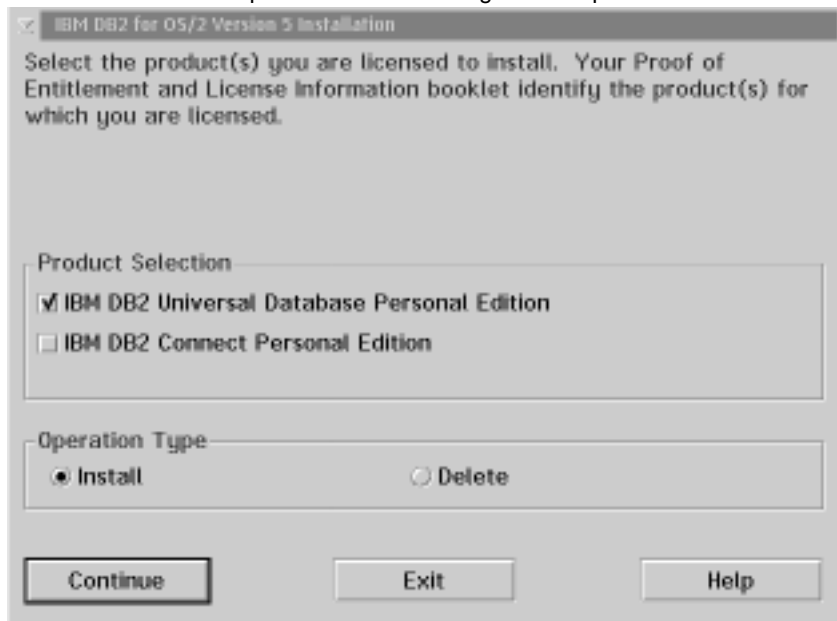 IBM DB2 for OS/2 Version 5 Installation
Select the product(s) you are licensed to install. Your Proof of
Entitlement and License Information booklet identify the product(s) for
which you are licensed.
Product Selection
IBM DB2 Universal Database Personal Edition
IBM DB2 Connect Personal Edition
Operation Type
Install Delete
Continue Exit Help